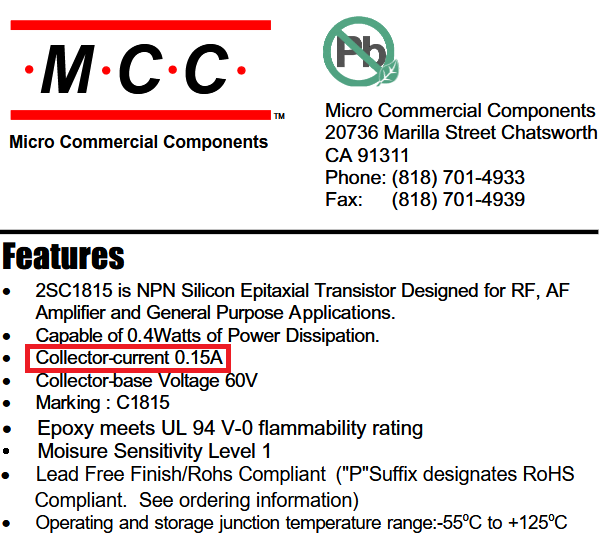 ·M·C·C·
TM
Micro Commercial Components
Pb
Micro Commercial Components
20736 Marilla Street Chatsworth
CA 91311
Phone: (818) 701-4933
Fax: (818) 701-4939
Features
• 2SC1815 is NPN Silicon Epitaxial Transistor Designed for RF, AF
Amplifier and General Purpose Applications.
• Capable of 0.4Watts of Power Dissipation.
• Collector-current 0.15A
• Collector-base Voltage 60V
• Marking : C1815
• Epoxy meets UL 94 V-0 flammability rating
• Moisure Sensitivity Level 1
• Lead Free Finish/Rohs Compliant ("P"Suffix designates RoHS
Compliant. See ordering information)
• Operating and storage junction temperature range:-55ºC to +125ºC